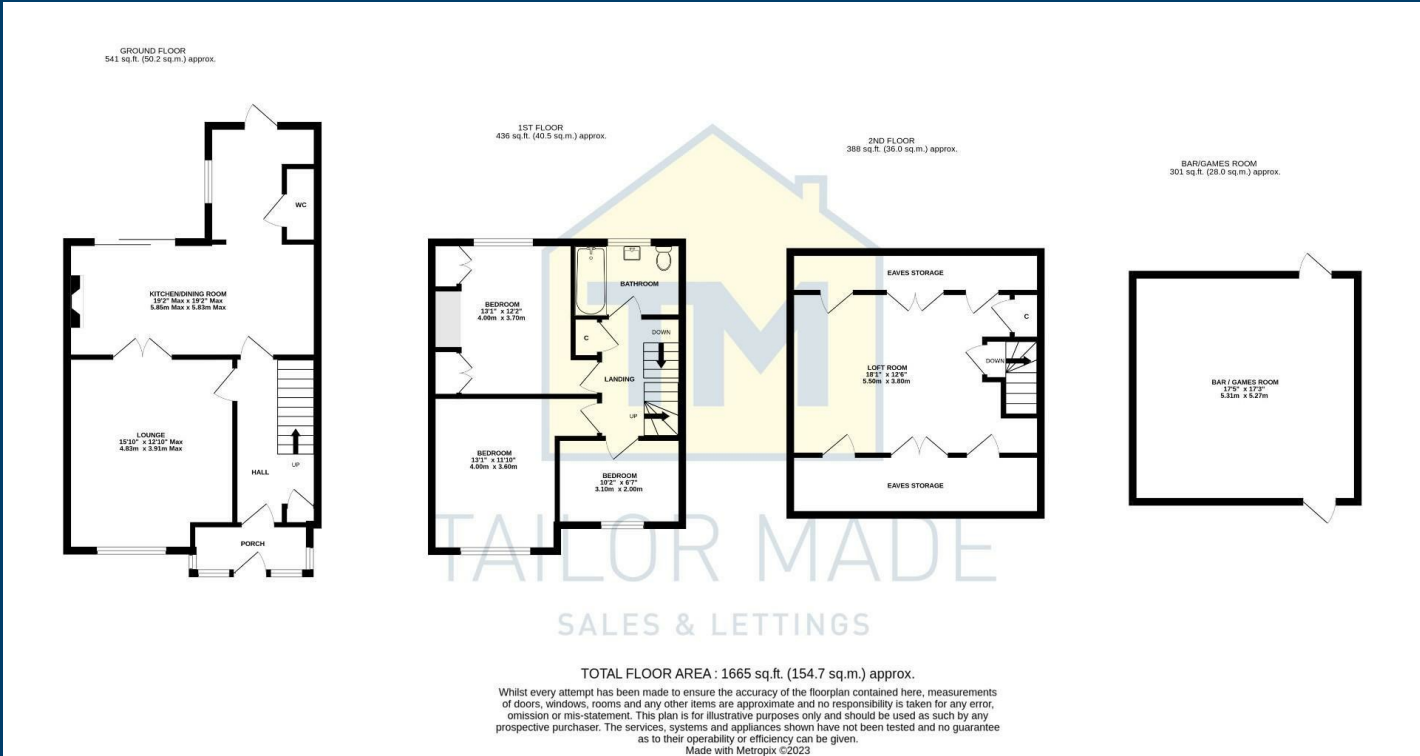 GROUND FLOOR
541 sq.ft. (50.2 sq.m.) approx.
WC
KITCHEN/DINING ROOM
19'2" Max x 19'2" Max
5.85m Max x 5.83m Max
LOUNGE
15'10" x 12'10" Max
4.83m x 3.91m Max
HALL
UP
PORCH
1ST FLOOR
436 sq.ft. (40.5 sq.m.) approx.
BATHROOM
BEDROOM
13'1" x 12'2"
4.00m x 3.70m
C
DOWN
LANDING
UP
BEDROOM
13'1" x 11'10"
4.00m x 3.60m
BEDROOM
10'2" x 6'7"
3.10m x 2.00m
2ND FLOOR
388 sq.ft. (36.0 sq.m.) approx.
EAVES STORAGE
C
DOWN
LOFT ROOM
18'1" x 12'6"
5.50m x 3.80m
EAVES STORAGE
BAR/GAMES ROOM
301 sq.ft. (28.0 sq.m.) approx.
BAR / GAMES ROOM
17'5" x 17'3"
5.31m x 5.27m
TM
TAILOR MADE
SALES & LETTINGS
TOTAL FLOOR AREA : 1665 sq.ft. (154.7 sq.m.) approx.
Whilst every attempt has been made to ensure the accuracy of the floorplan contained here, measurements
of doors, windows, rooms and any other items are approximate and no responsibility is taken for any error,
omission or mis-statement. This plan is for illustrative purposes only and should be used as such by any
prospective purchaser. The services, systems and appliances shown have not been tested and no guarantee
as to their operability or efficiency can be given.
Made with Metropix ©2023